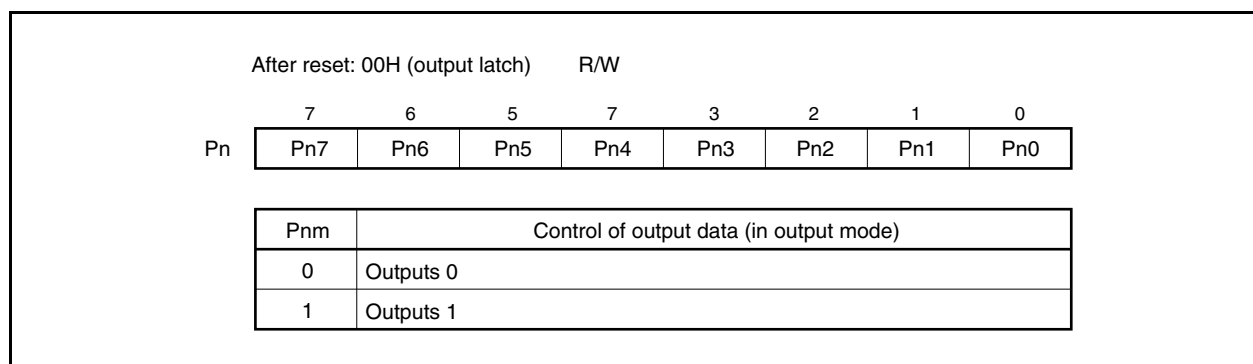 After reset: 00H (output latch) R/W
7 6 5 7 3 2 1 0
Pn Pn7 Pn6 Pn5 Pn4 Pn3 Pn2 Pn1 Pn0
Pnm Control of output data (in output mode)
0 Outputs 0
1 Outputs 1